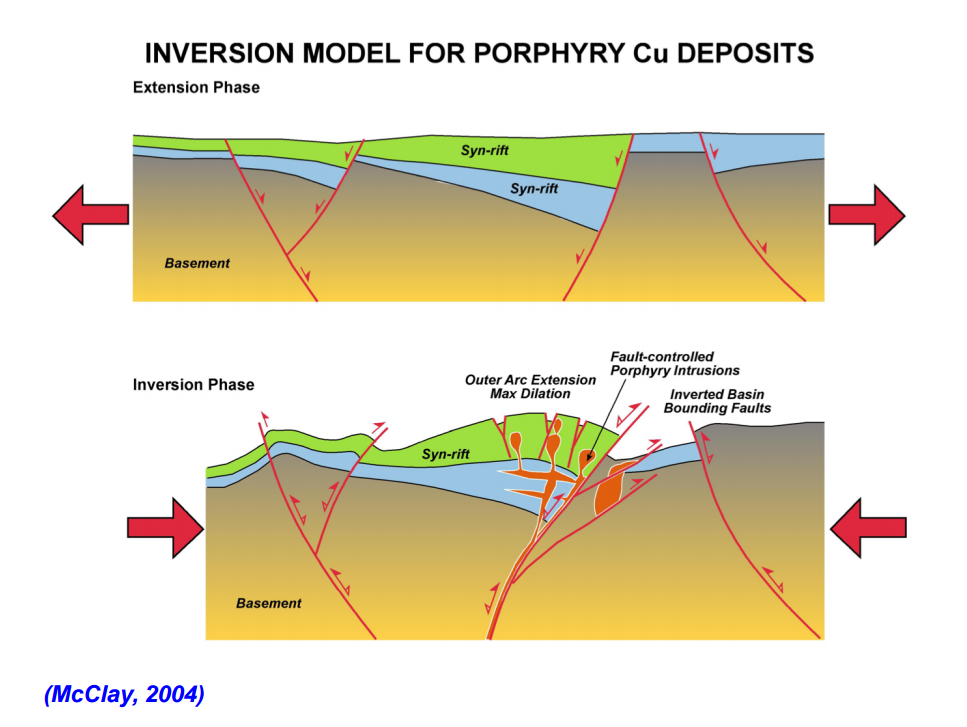 INVERSION MODEL FOR PORPHYRY Cu DEPOSITS
Extension Phase
Syn-rift
Syn-rift
Basement
Inversion Phase
Outer Arc Extension
Max Dilation
Fault-controlled
Porphyry Intrusions
Inverted Basin
Bounding Faults
Syn-rift
Basement
(McClay, 2004)